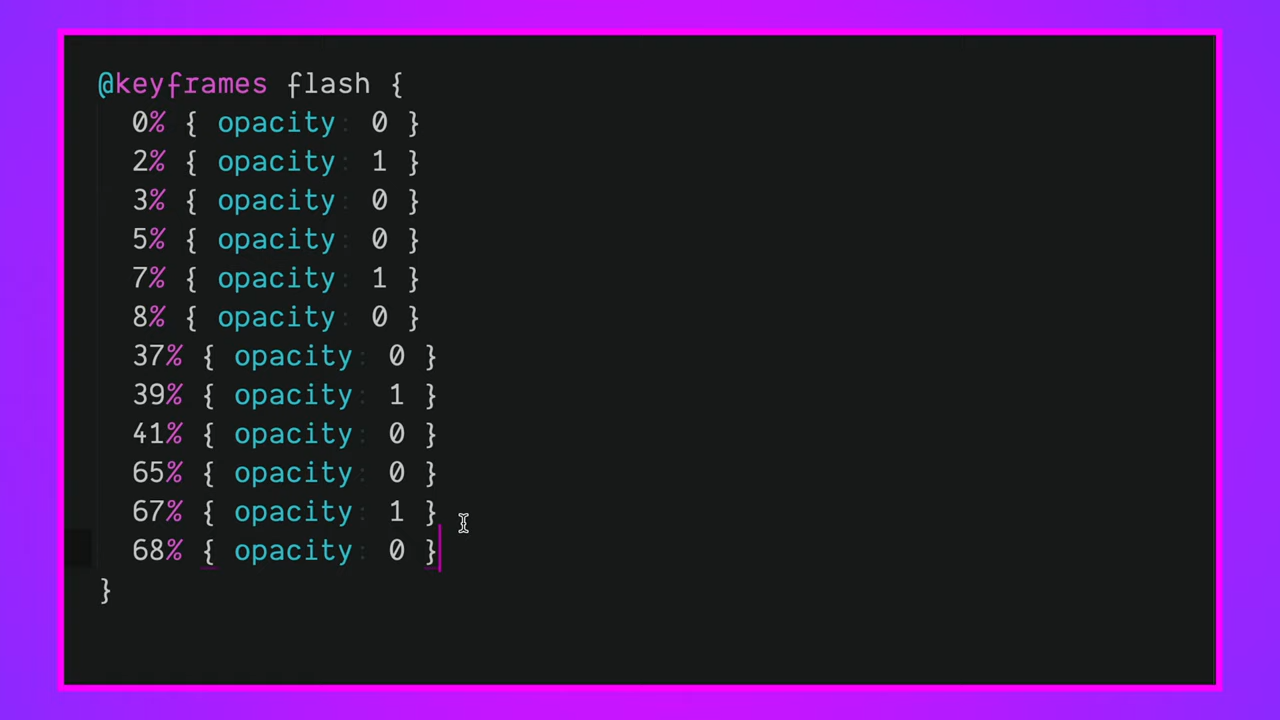 @keyframes flash {
0% { opacity: 0 }
2% { opacity: 1 }
3% { opacity: 0 }
5% { opacity: 0 }
7% { opacity: 1 }
8% { opacity: 0 }
37% { opacity: 0 }
39% { opacity: 1 }
41% { opacity: 0 }
65% { opacity: 0 }
67% { opacity: 1 }
68% { opacity: 0 }
}